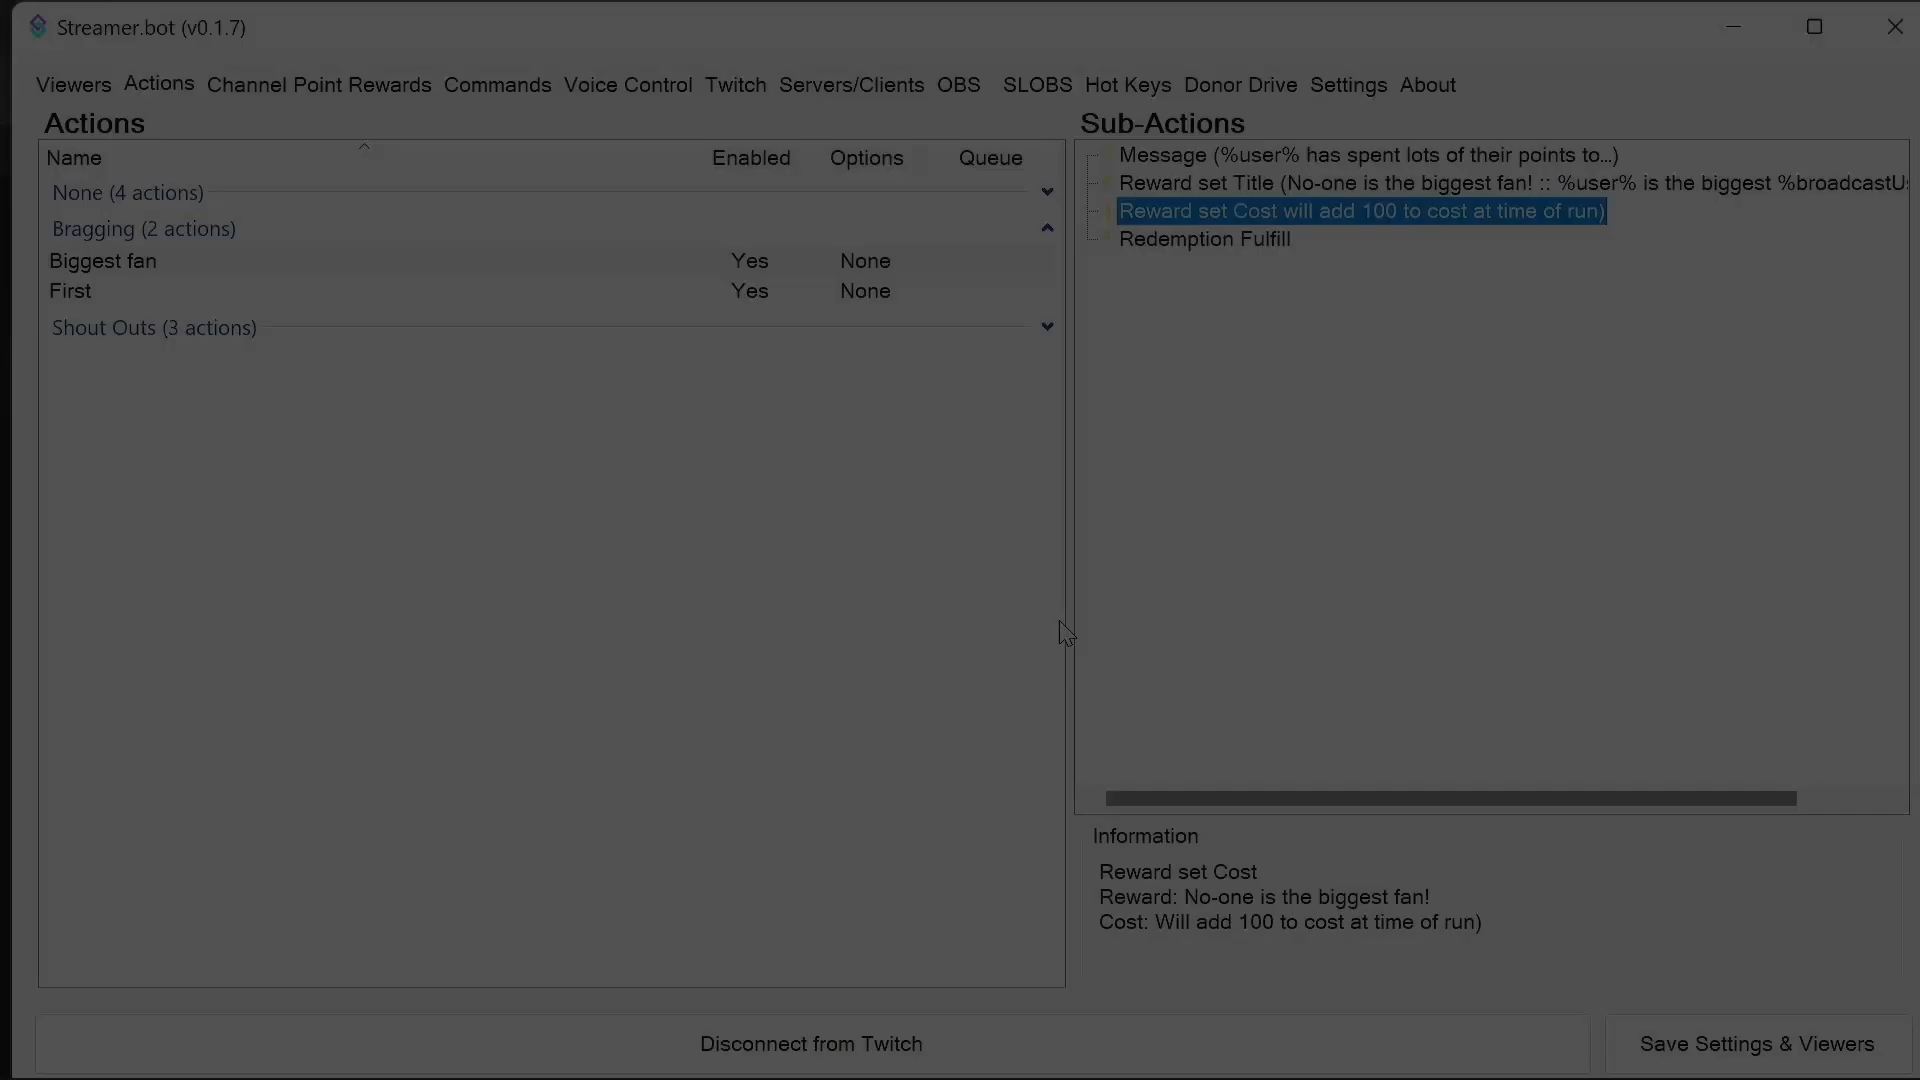 Streamer.bot (v0.1.7)
Viewers Actions Channel Point Rewards Commands Voice Control Twitch Servers/Clients OBS SLOBS Hot Keys Donor Drive Settings About
Actions
Name Enabled Options Queue
None (4 actions)
Bragging (2 actions)
Biggest fan Yes None
First Yes None
Shout Outs (3 actions)
Sub-Actions
Message (%user% has spent lots of their points to...)
Reward set Title (No-one is the biggest fan! :: %user% is the biggest %broadcastU
Reward set Cost will add 100 to cost at time of run)
Redemption Fulfill
Information
Reward set Cost
Reward: No-one is the biggest fan!
Cost: Will add 100 to cost at time of run)
Disconnect from Twitch
Save Settings & Viewers